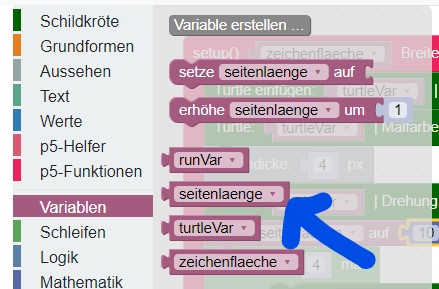 Schildkröte
Grundformen
Aussehen
Text
Werte
p5-Helfer
p5-Funktionen
Variablen
Schleifen
Logik
Mathematik
Variable erstellen ...
setze seitenlaenge auf
erhöhe seitenlaenge um 1
runVar
seitenlaenge
turtleVar
zeichenflaeche
setup() zeichenflaeche Breite
Turtle einfügen: turtleVar
Turtle: turtleVar | Malfarbe
dicke: 4 px
| Drehung
auf 10
4 ma